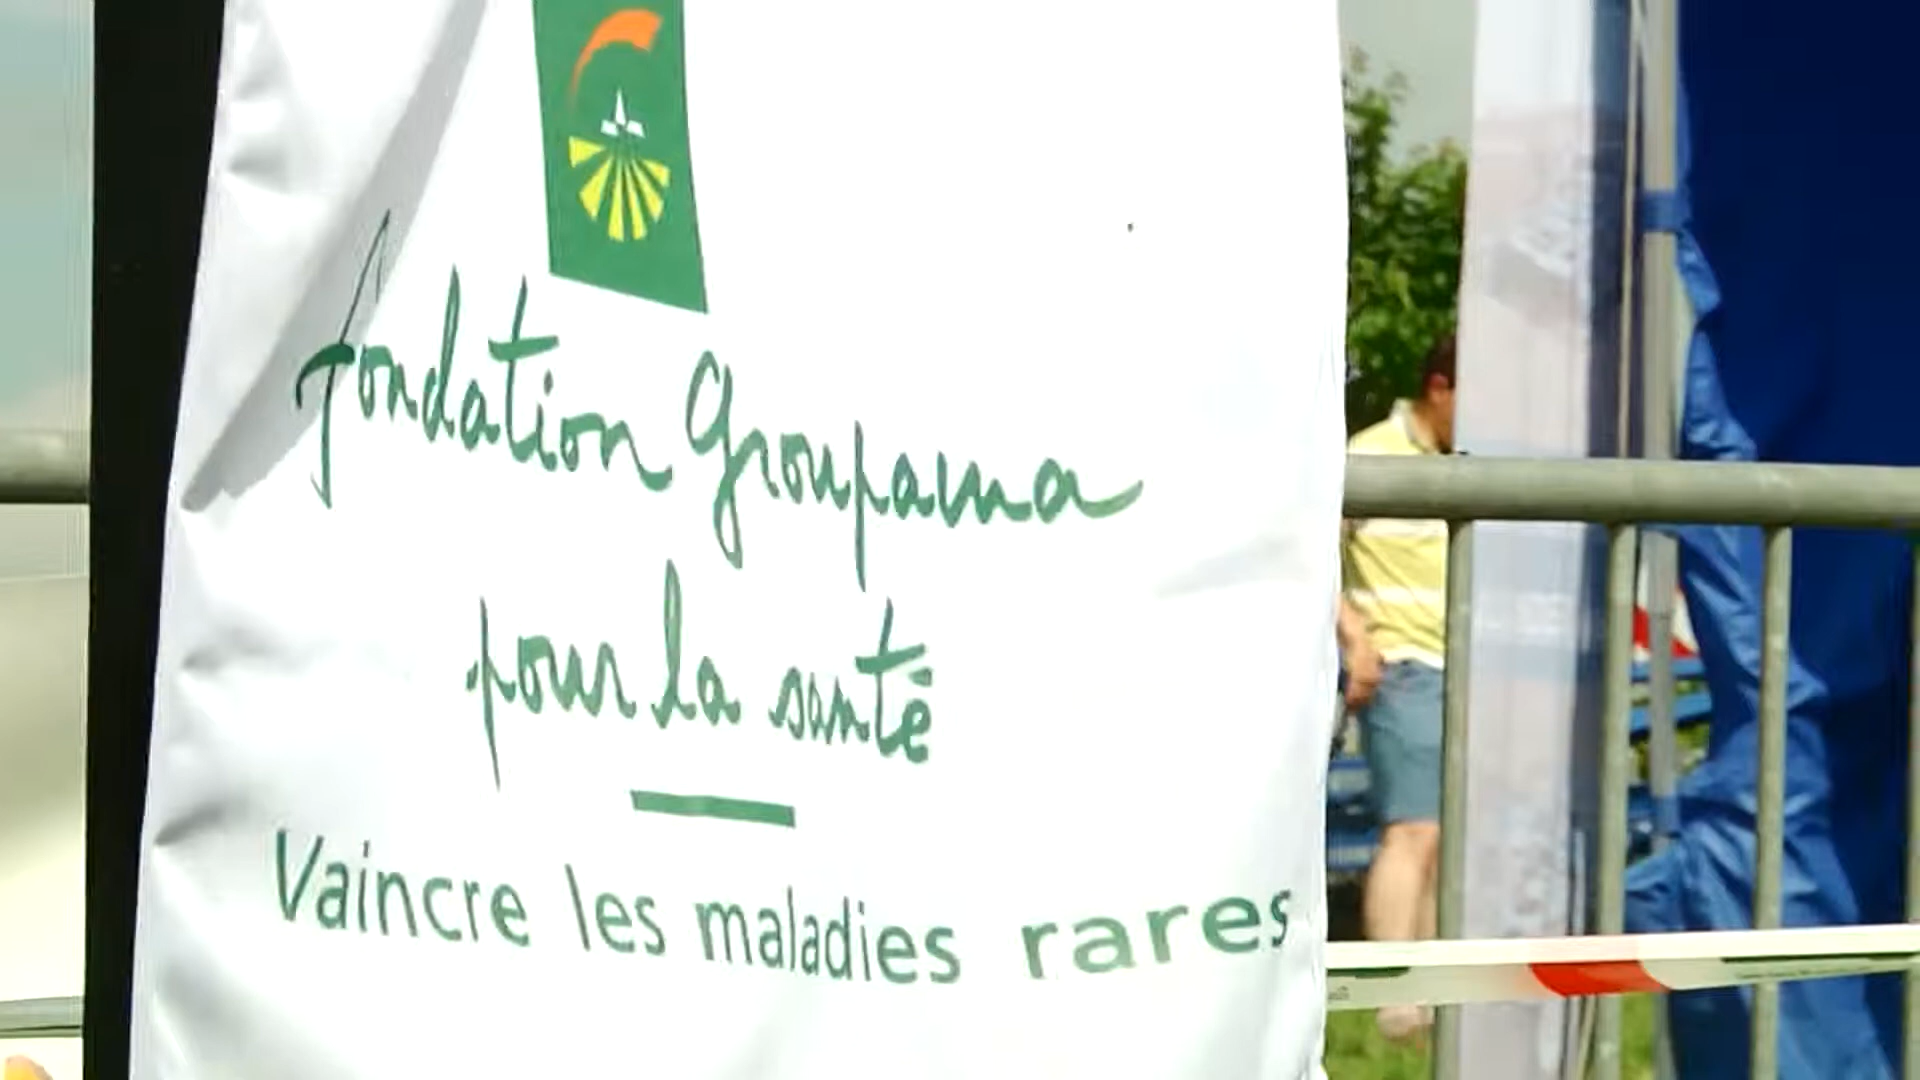 fondation Groupama
pour la santé
Vaincre les maladies rares